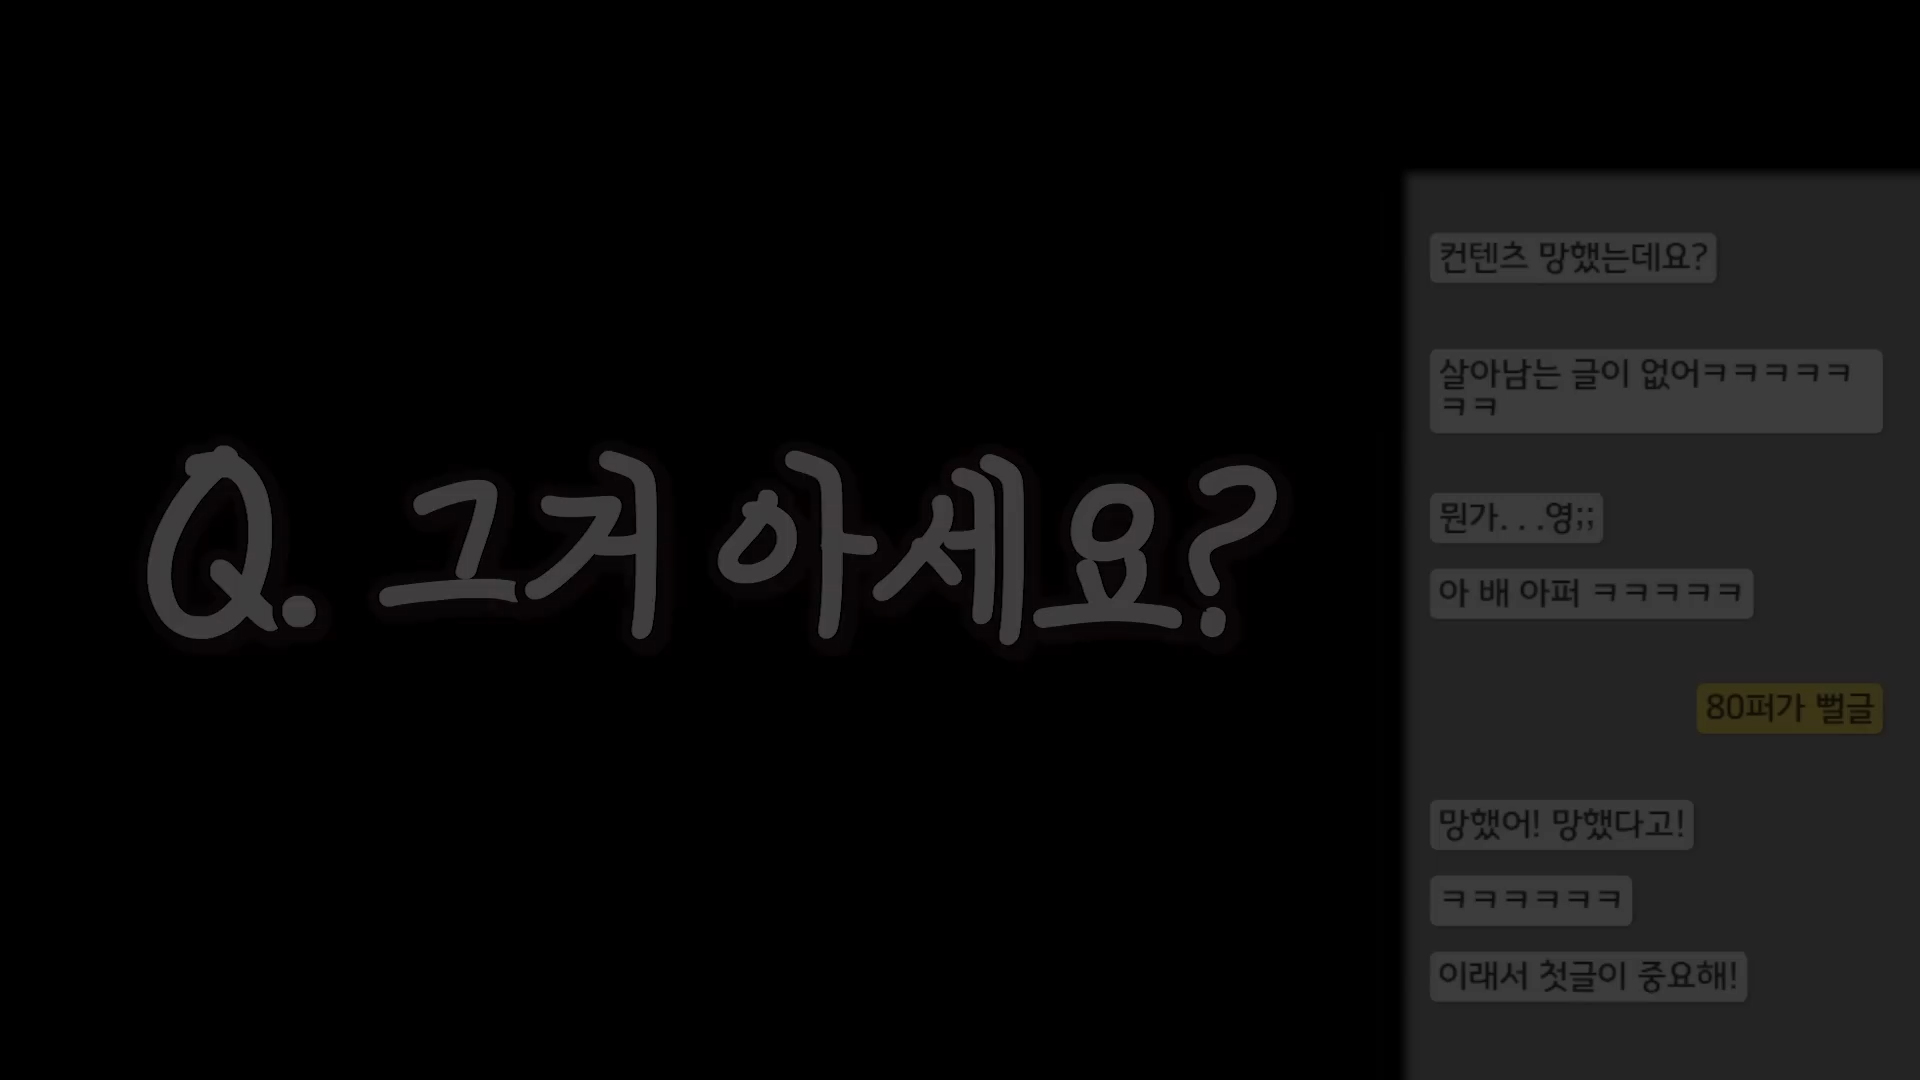 Q. 그거 아세요?
컨텐츠 망했는데요?
살아남는 글이 없어ㅋㅋㅋㅋㅋ
ㅋㅋ
뭔가. . .영;;
아 배 아퍼 ㅋㅋㅋㅋㅋ
80퍼가 뻘글
망했어! 망했다고!
ㅋㅋㅋㅋㅋㅋ
이래서 첫글이 중요해!